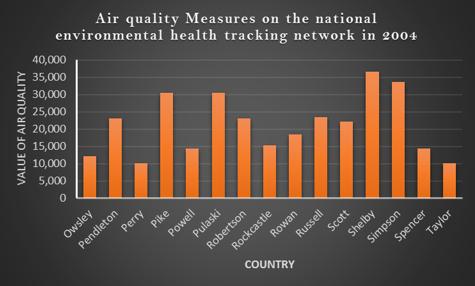 Air quality Measures on the national
environmental health tracking network in 2004
40,000
35,000
30,000
25,000
20,000
15,000
10,000
5,000
0
VALUE OF AIR QUALITY
Owsley
Pendleton
Perry
Pike
Powell
Pulaski
Robertson
Rockcastle
Rowan
Russell
Scott
Shelby
Simpson
Spencer
Taylor
COUNTRY